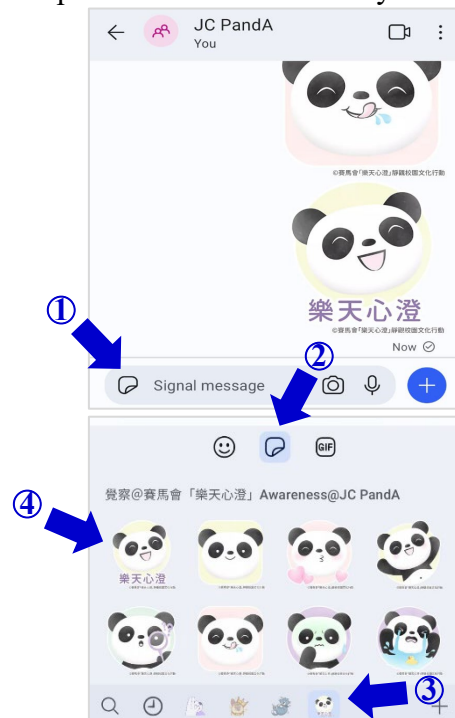 JC PandA
You
©賽馬會「樂天心澄」靜觀校園文化行動
樂天心澄
©賽馬會「樂天心澄」靜觀校園文化行動
Now
①
②
Signal message
GIF
覺察@賽馬會「樂天心澄」Awareness@JC PandA
④
樂天心澄
③